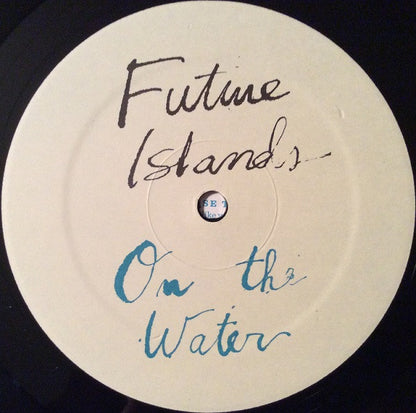 Future
Islands
On the
Water